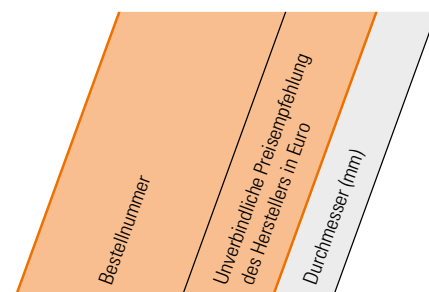 Bestellnummer
Unverbindliche Preisempfehlung
des Herstellers in Euro
Durchmesser (mm)